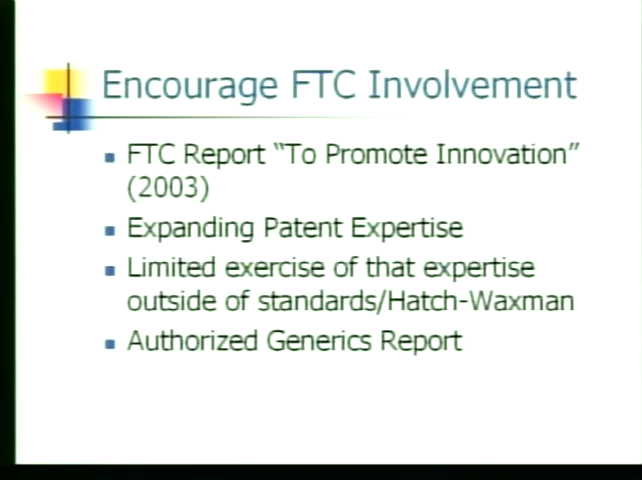 Encourage FTC Involvement
FTC Report “To Promote Innovation”
(2003)
Expanding Patent Expertise
Limited exercise of that expertise
outside of standards/Hatch-Waxman
Authorized Generics Report